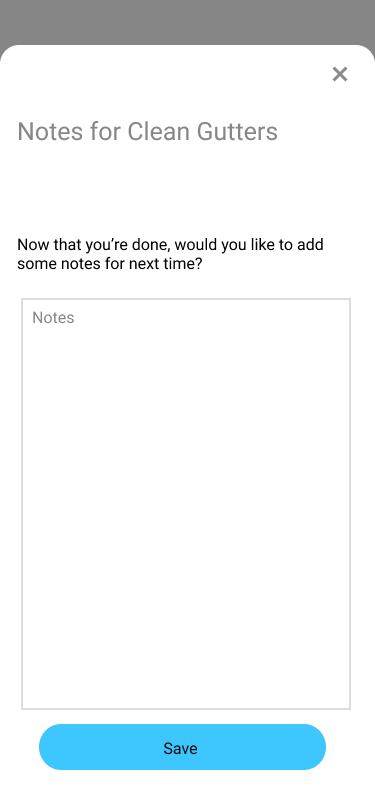 Notes for Clean Gutters
Now that you’re done, would you like to add
some notes for next time?
Notes
Save